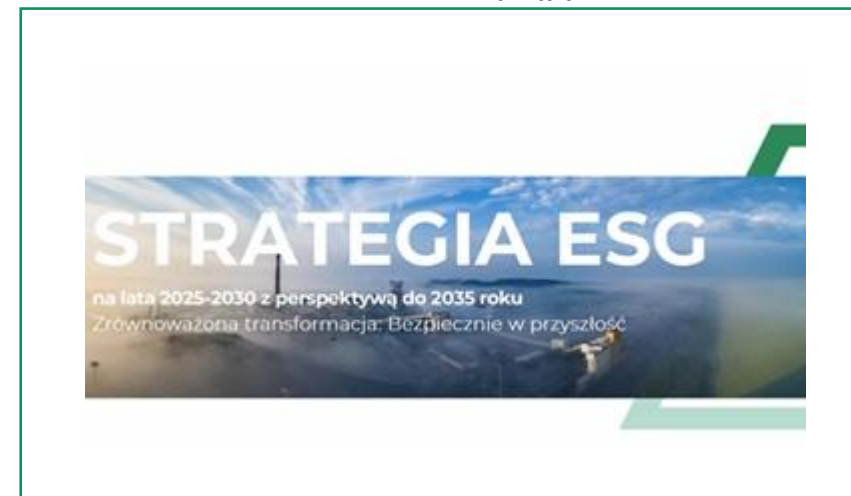 STRATEGIA ESG
na lata 2025-2030 z perspektywą do 2035 roku
Zrównoważona transformacja: Bezpiecznie w przyszłość